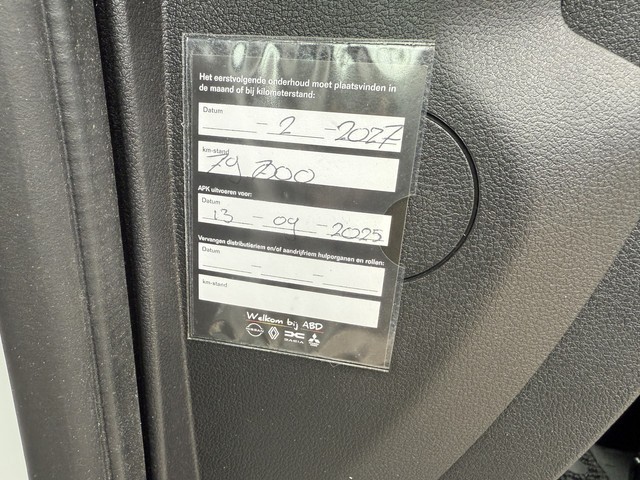 Het eerstvolgende onderhoud moet plaatsvinden in
de maand of bij kilometerstand:
Datum
- 2 - 2027
km-stand
79 000
APK uitvoeren voor:
Datum
13 - 09 - 2025
Vervangen distributieriem en/of aandrijfriem hulporganen en rollen:
Datum
- -
km-stand
Welkom bij ABD
NISSAN
DACIA